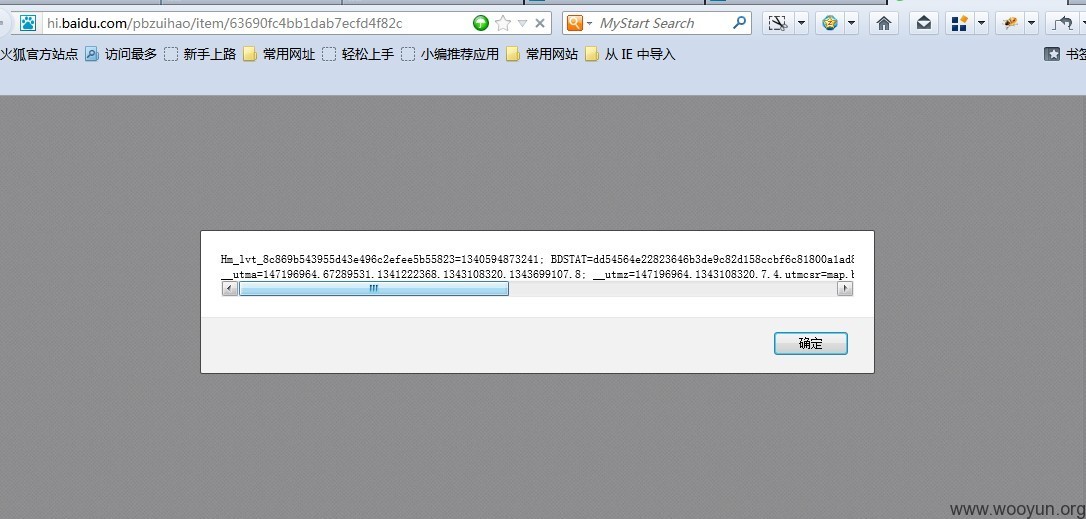 hi.baidu.com/pbzuihao/item/63690fc4bb1dab7ecfd4f82c
MyStart Search
火狐官方站点 访问最多 新手上路 常用网址 轻松上手 小编推荐应用 常用网站 从 IE 中导入 书签
Hm_lvt_8c869b543955d43e496c2efee5b55823=1340594873241; BDSTAT=dd54564e22823646b3de9c82d158ccbf6c81800a1ad8
__utma=147196964.67289531.1341222368.1343108320.1343699107.8; __utmz=147196964.1343108320.7.4.utmcsr=map.b
确定
www.wooyun.org